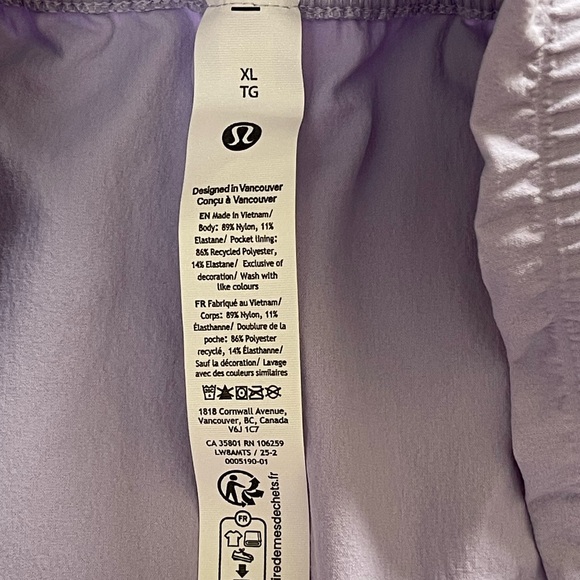 XL
TG
Designed in Vancouver
Conçu à Vancouver
EN Made in Vietnam/
Body: 89% Nylon, 11%
Elastane/ Pocket lining:
86% Recycled Polyester,
14% Elastane/ Exclusive of
decoration/ Wash with
like colours
FR Fabriqué au Vietnam/
Corps: 89% Nylon, 11%
Élasthanne/ Doublure de la
poche: 86% Polyester
recyclé, 14% Élasthanne/
Sauf la décoration/ Lavage
avec des couleurs similaires
1818 Cornwall Avenue,
Vancouver, BC, Canada
V6J 1C7
CA 35801 RN 106259
LW8AMTS / 25-2
0005190-01
FR
iredemesdechets.fr